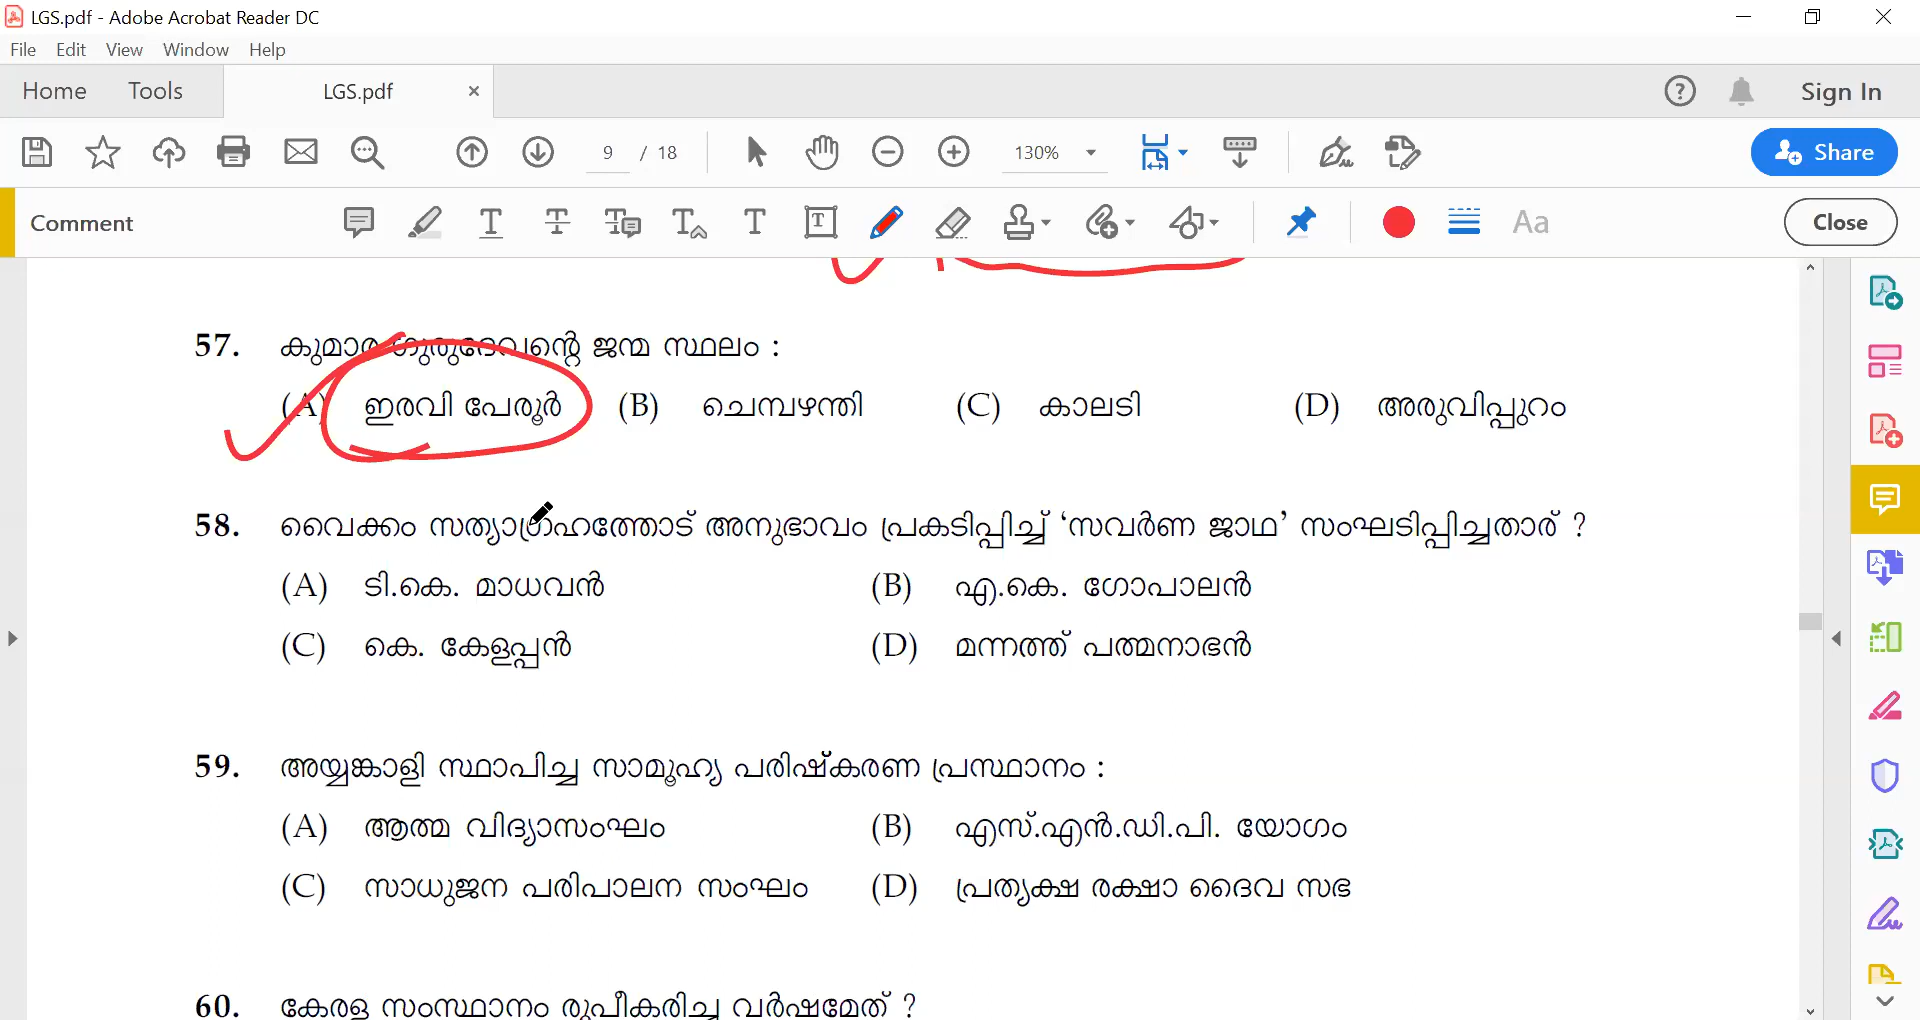 LGS.pdf - Adobe Acrobat Reader DC
File Edit View Window Help
Home Tools LGS.pdf × Sign In
9 / 18 130% Share
Comment Aa Close
57. കുമാര ഗുരുദേവന്റെ ജന്മ സ്ഥലം :
(A) ഇരവി പേരൂർ (B) ചെമ്പഴന്തി (C) കാലടി (D) അരുവിപ്പുറം
58. വൈക്കം സത്യാഗ്രഹത്തോട് അനുഭാവം പ്രകടിപ്പിച്ച് ‘സവർണ ജാഥ’ സംഘടിപ്പിച്ചതാര് ?
(A) ടി.കെ. മാധവൻ (B) എ.കെ. ഗോപാലൻ
(C) കെ. കേളപ്പൻ (D) മന്നത്ത് പത്മനാഭൻ
59. അയ്യങ്കാളി സ്ഥാപിച്ച സാമൂഹ്യ പരിഷ്കരണ പ്രസ്ഥാനം :
(A) ആത്മ വിദ്യാസംഘം (B) എസ്.എൻ.ഡി.പി. യോഗം
(C) സാധുജന പരിപാലന സംഘം (D) പ്രത്യക്ഷ രക്ഷാ ദൈവ സഭ
60. കേരള സംസ്ഥാനം രൂപീകരിച്ച വർഷമേത് ?